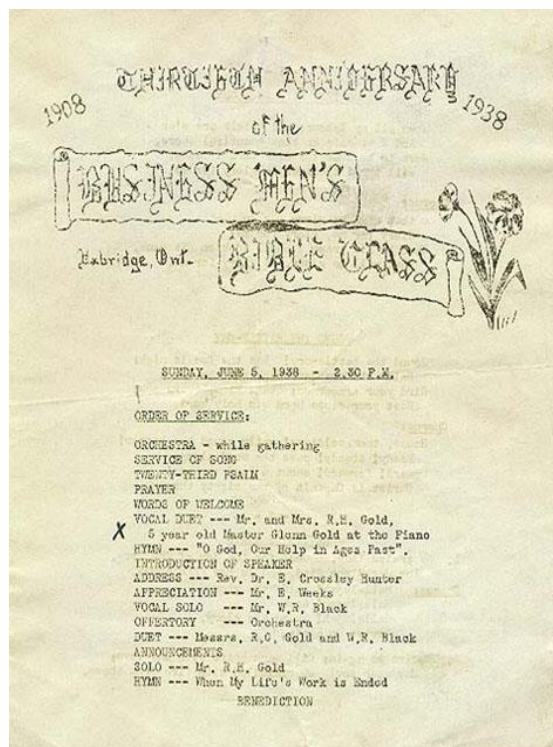 1908 THIRTIETH ANNIVERSARY 1938
of the
BUSINESS MEN'S
Uxbridge, Ont. BIBLE CLASS
SUNDAY, JUNE 5, 1938 - 2.30 P.M.
ORDER OF SERVICE:
ORCHESTRA - while gathering
SERVICE OF SONG
TWENTY-THIRD PSALM
PRAYER
WORDS OF WELCOME
VOCAL DUET --- Mr. and Mrs. R.H. Gold,
X 5 year old Master Glenn Gold at the Piano
HYMN --- "O God, Our Help in Ages Past".
INTRODUCTION OF SPEAKER
ADDRESS --- Rev. Dr. E. Crossley Hunter
APPRECIATION --- Mr. E. Weeks
VOCAL SOLO --- Mr. W.R. Black
OFFERTORY --- Orchestra
DUET --- Messrs, R.G. Gold and W.R. Black
ANNOUNCEMENTS
SOLO --- Mr. R.H. Gold
HYMN --- When My Life's Work is Ended
BENEDICTION